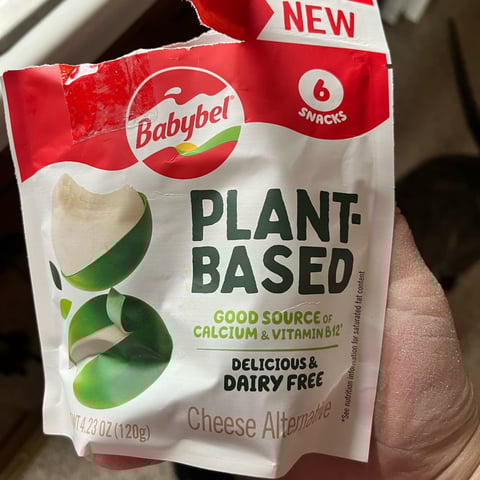 NEW
6
SNACKS
Babybel®
PLANT-
BASED
GOOD SOURCE OF
CALCIUM & VITAMIN B12*
DELICIOUS &
DAIRY FREE
*See nutrition information for saturated fat content
WT 4.23 OZ (120g)
Cheese Alternative